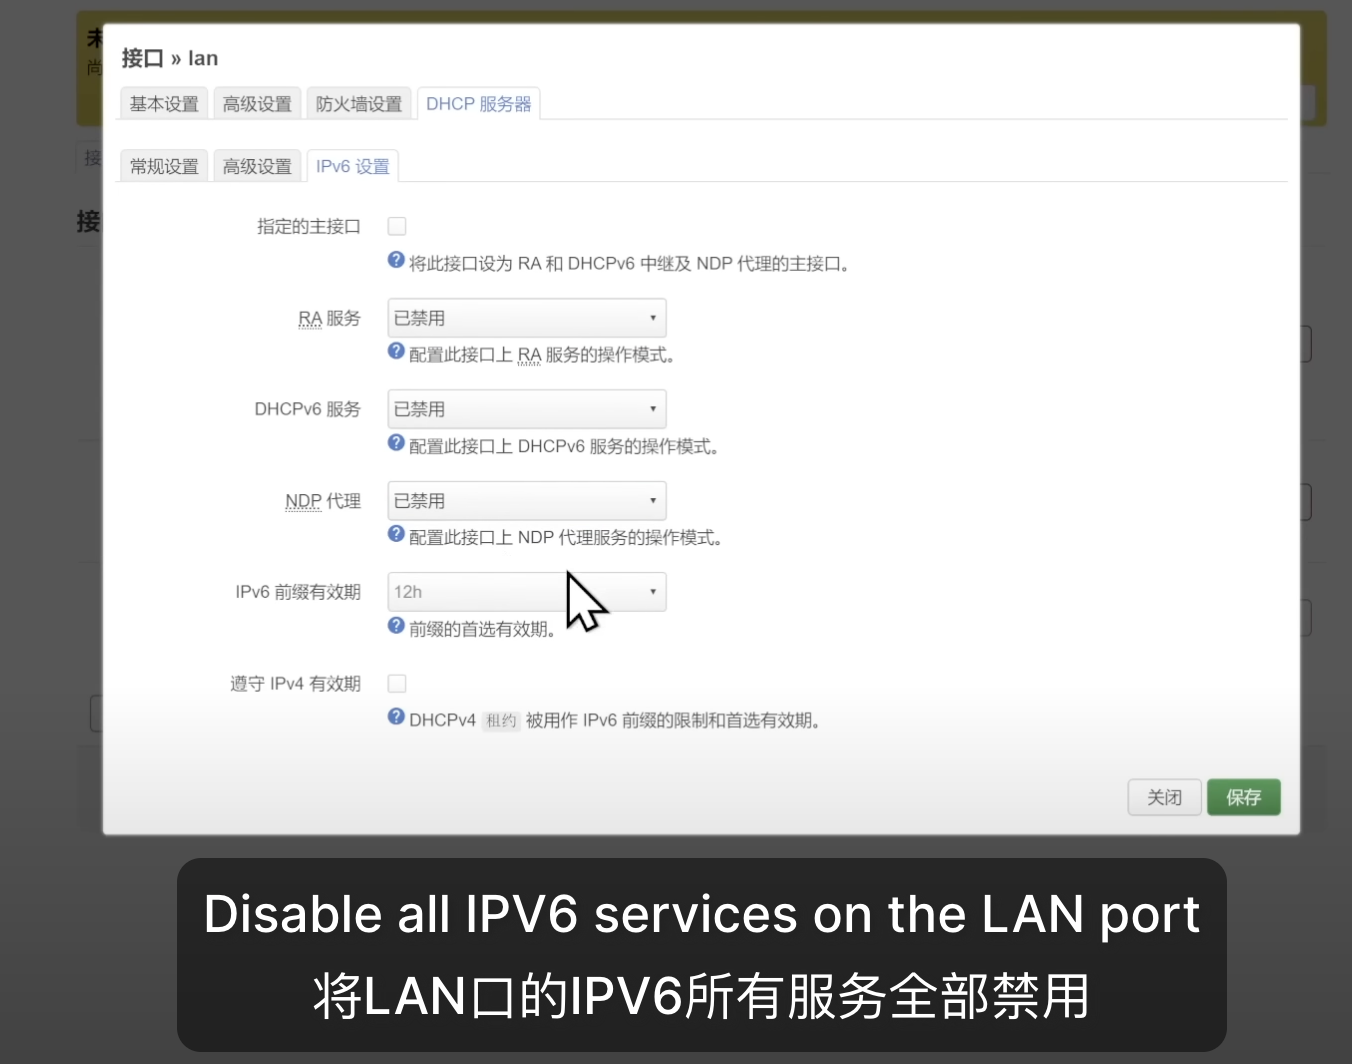 未
尚
接口 » lan
基本设置 高级设置 防火墙设置 DHCP 服务器
接
常规设置 高级设置 IPv6 设置
接
指定的主接口
将此接口设为 RA 和 DHCPv6 中继及 NDP 代理的主接口。
RA 服务 已禁用
配置此接口上 RA 服务的操作模式。
DHCPv6 服务 已禁用
配置此接口上 DHCPv6 服务的操作模式。
NDP 代理 已禁用
配置此接口上 NDP 代理服务的操作模式。
IPv6 前缀有效期 12h
前缀的首选有效期。
遵守 IPv4 有效期
DHCPv4 租约 被用作 IPv6 前缀的限制和首选有效期。
关闭 保存
Disable all IPV6 services on the LAN port
将LAN口的IPV6所有服务全部禁用